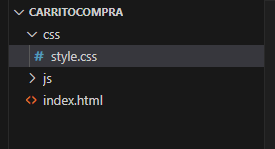 CARRITOCOMPRA
css
# style.css
js
<> index.html